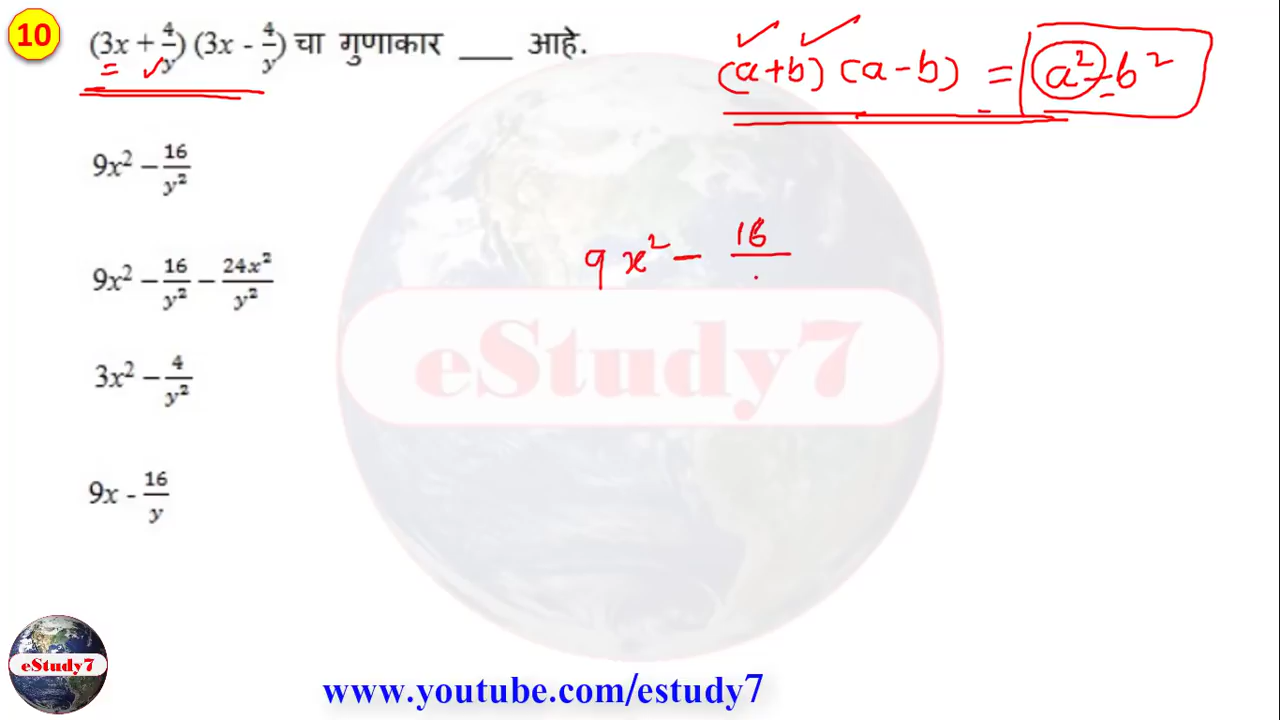 10
(3x + 4/y) (3x - 4/y) चा गुणाकार ___ आहे.
(a+b) (a-b) = a² - b²
9x² - 16/y²
9x² - 16/
9x² - 16/y² - 24x²/y²
eStudy7
3x² - 4/y²
9x - 16/y
eStudy7
www.youtube.com/estudy7